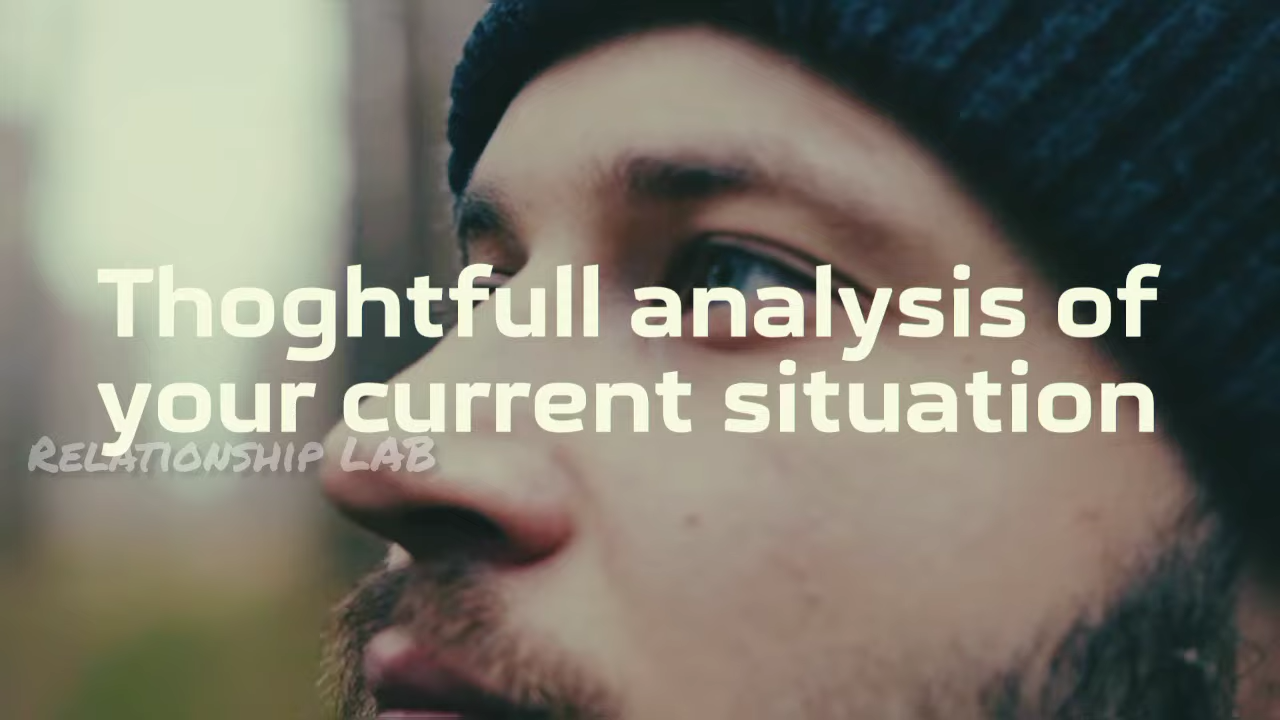 Thoghtfull analysis of
your current situation
Relationship LAB